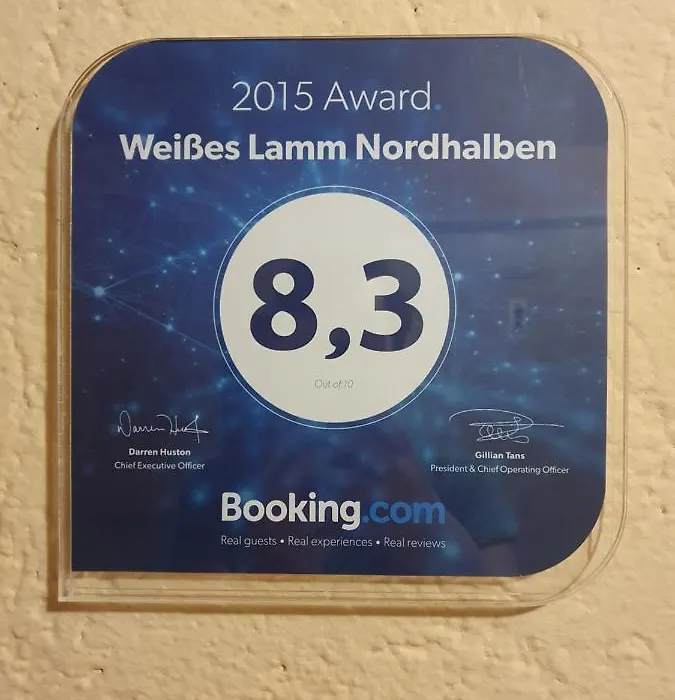 2015 Award.
Weißes Lamm Nordhalben
8,3
Out of 10
Darren Huston
Chief Executive Officer
Gillian Tans
President & Chief Operating Officer
Booking.com
Real guests • Real experiences • Real reviews